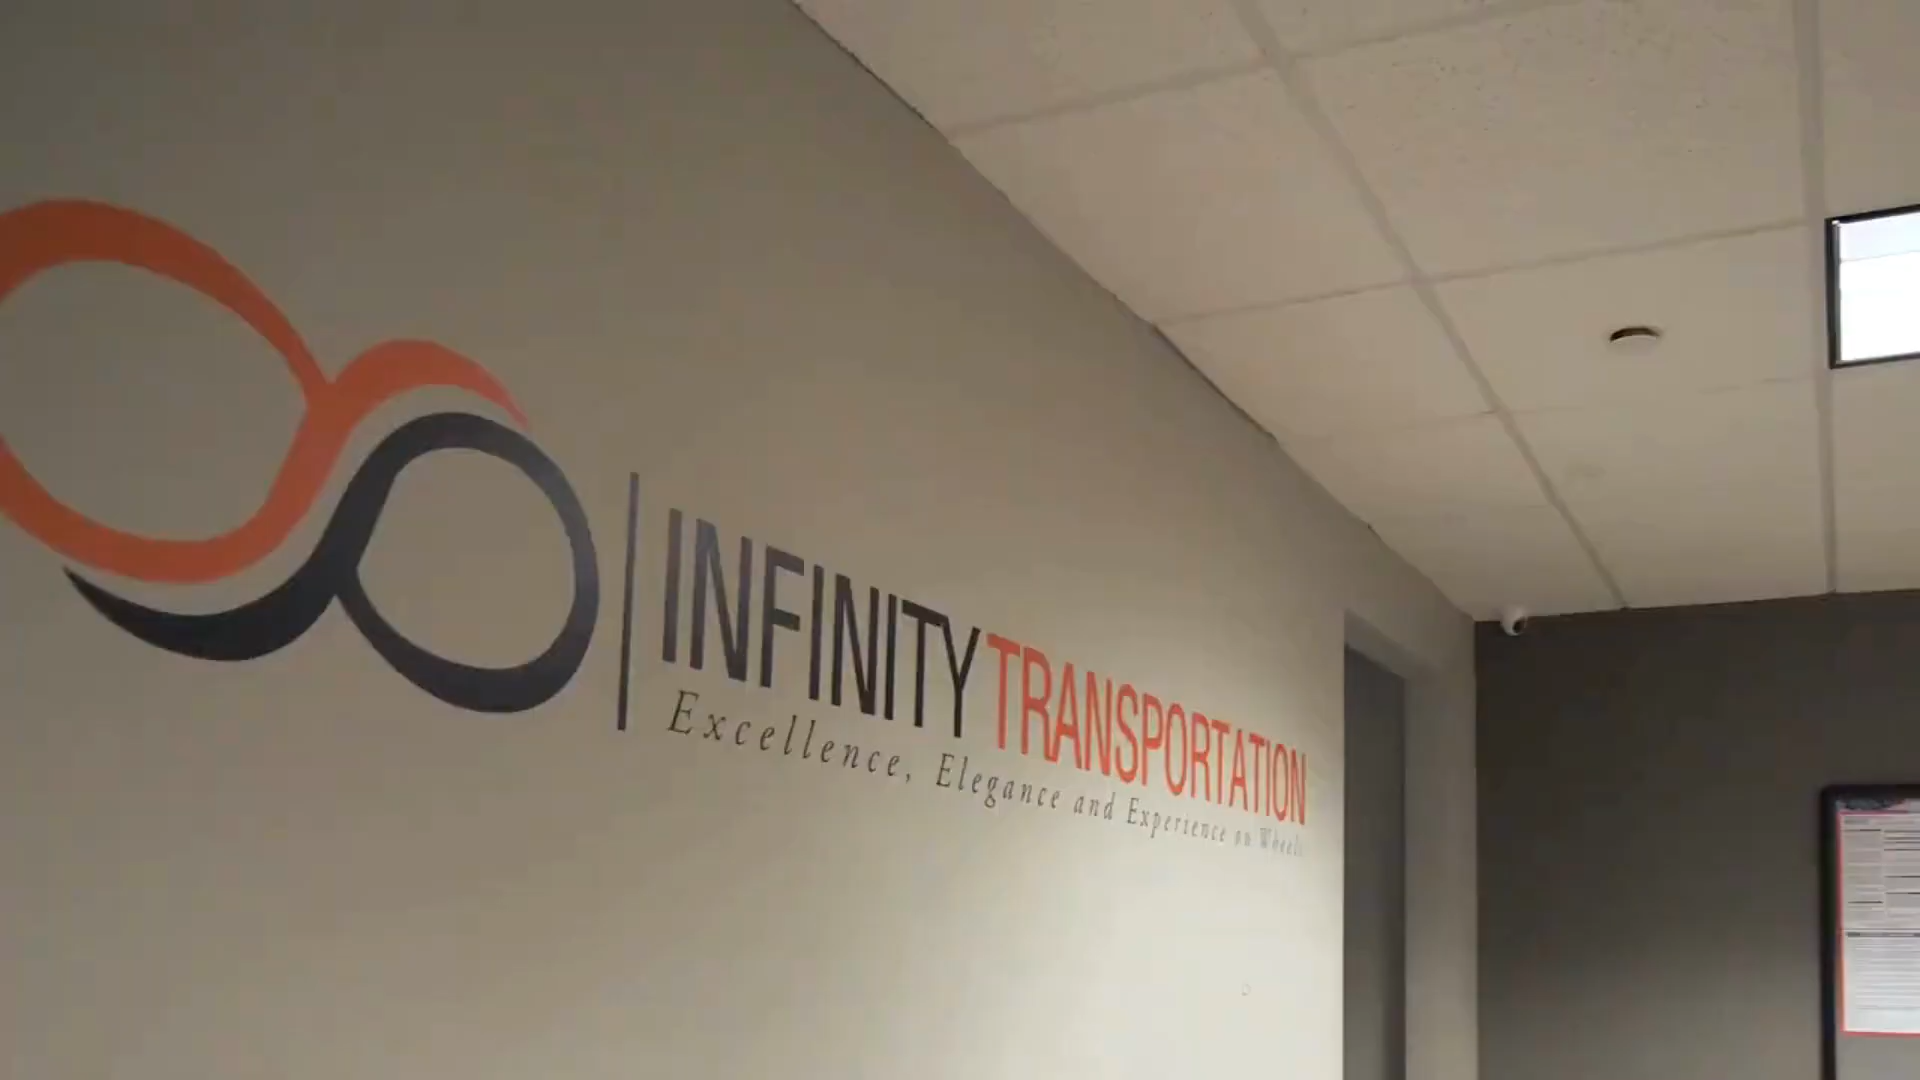 INFINITY TRANSPORTATION
Excellence, Elegance and Experience on Wheels